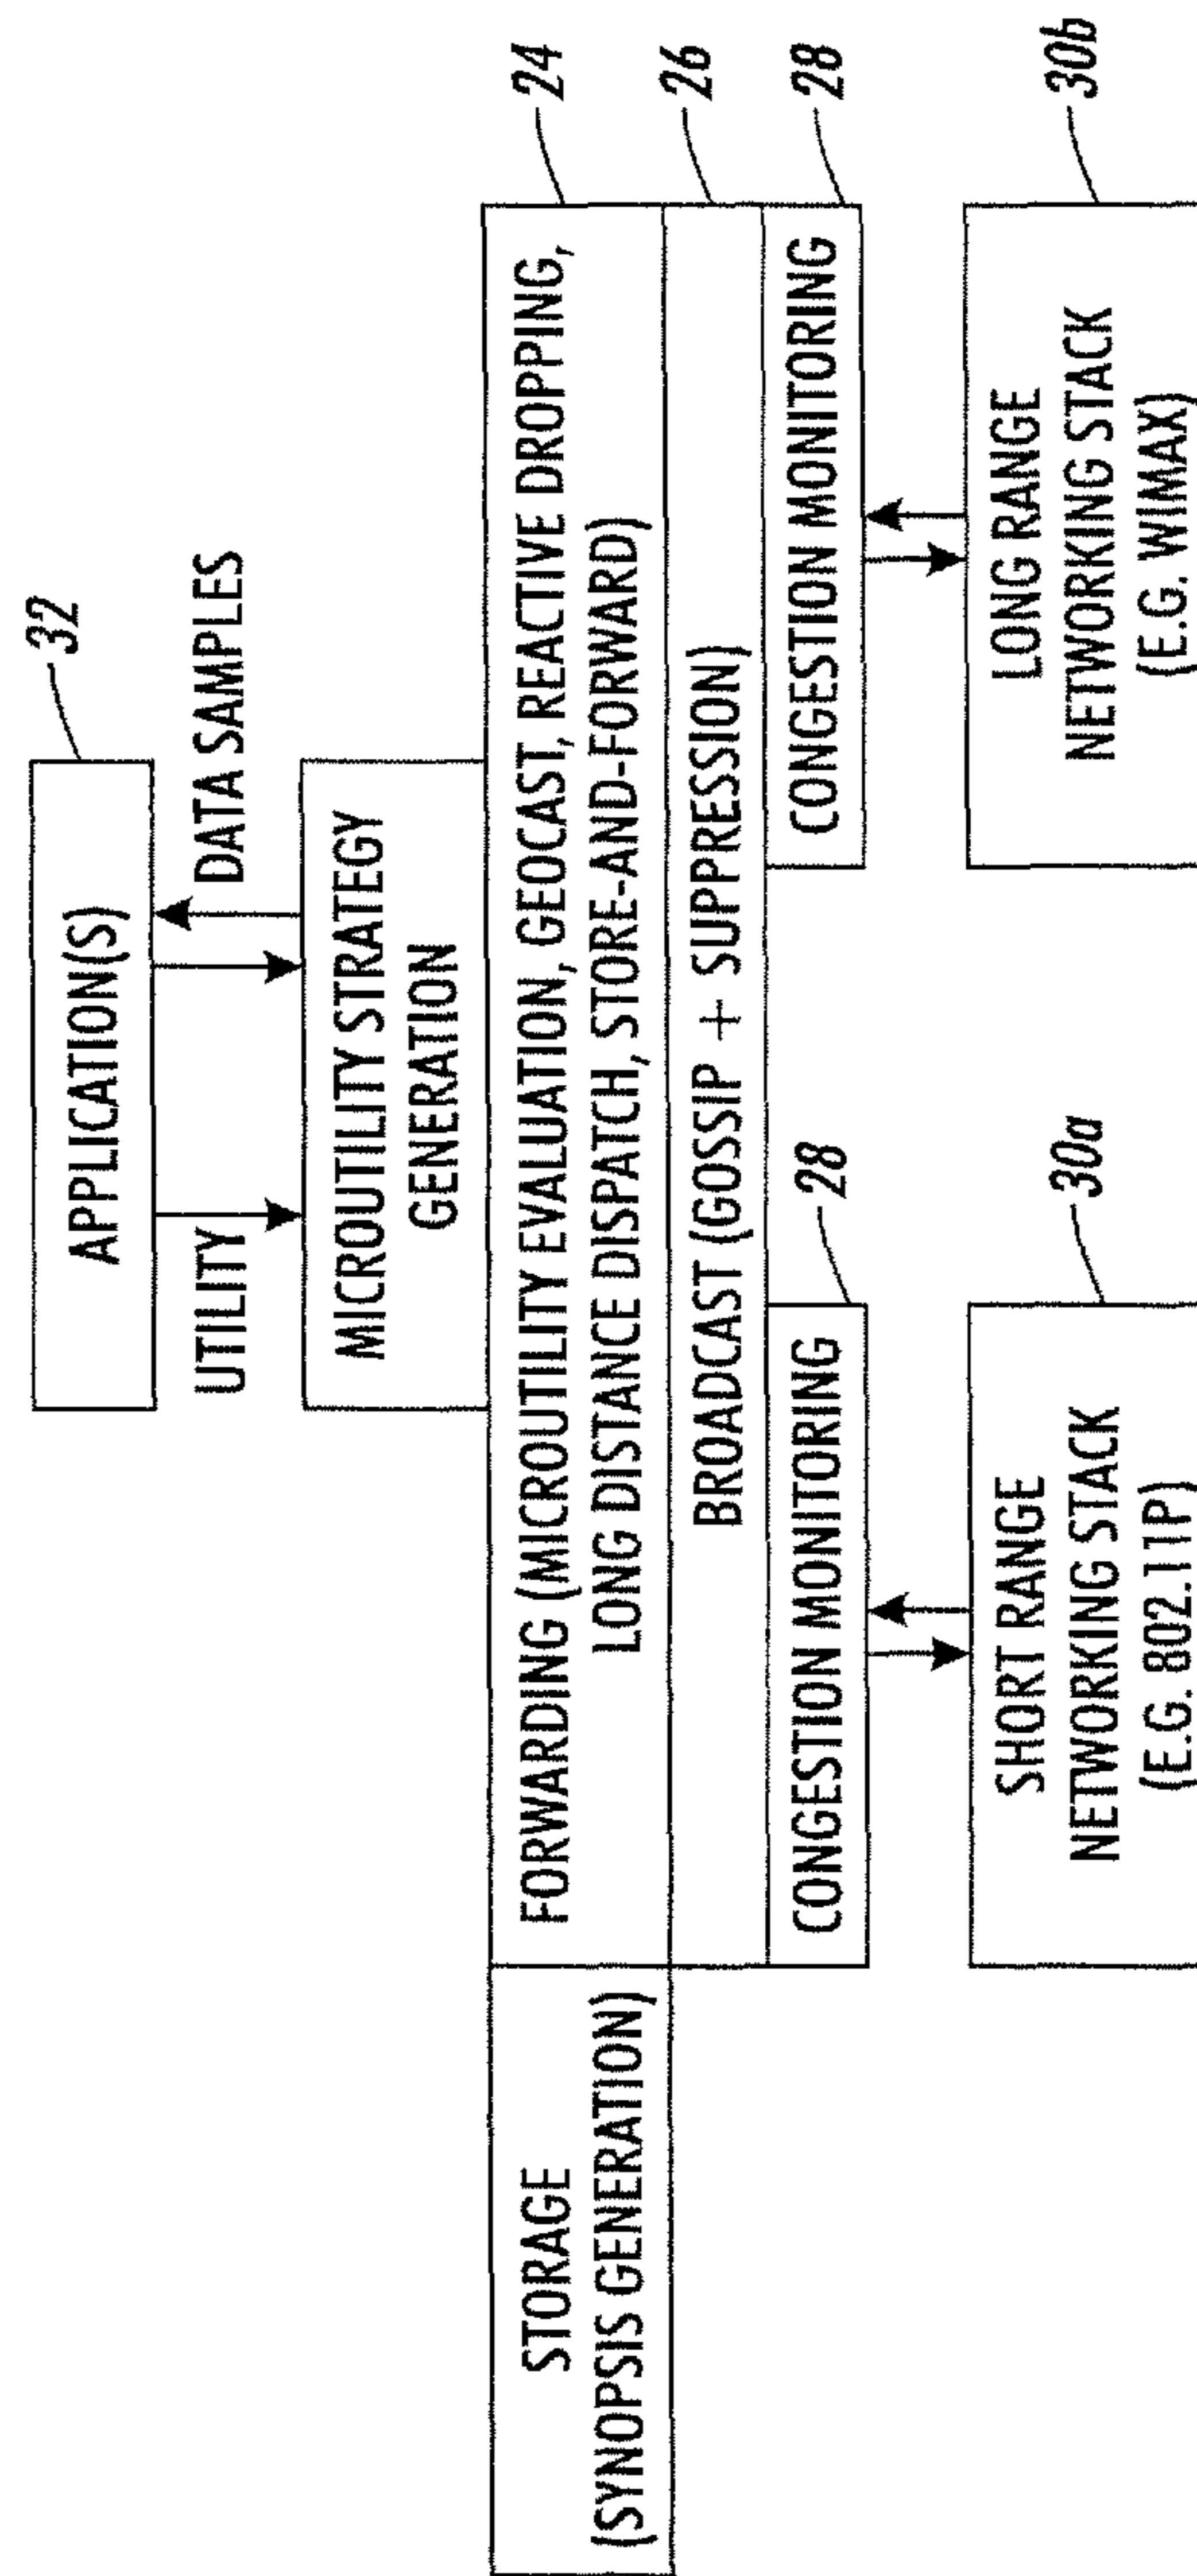 32
APPLICATION(S)
UTILITY
DATA SAMPLES
MICROUTILITY STRATEGY
GENERATION
24
STORAGE
(SYNOPSIS GENERATION)
FORWARDING (MICROUTILITY EVALUATION, GEOCAST, REACTIVE DROPPING,
LONG DISTANCE DISPATCH, STORE-AND-FORWARD)
26
BROADCAST (GOSSIP + SUPPRESSION)
28
CONGESTION MONITORING
28
CONGESTION MONITORING
30a
SHORT RANGE
NETWORKING STACK
(E.G. 802.11P)
30b
LONG RANGE
NETWORKING STACK
(E.G. WIMAX)